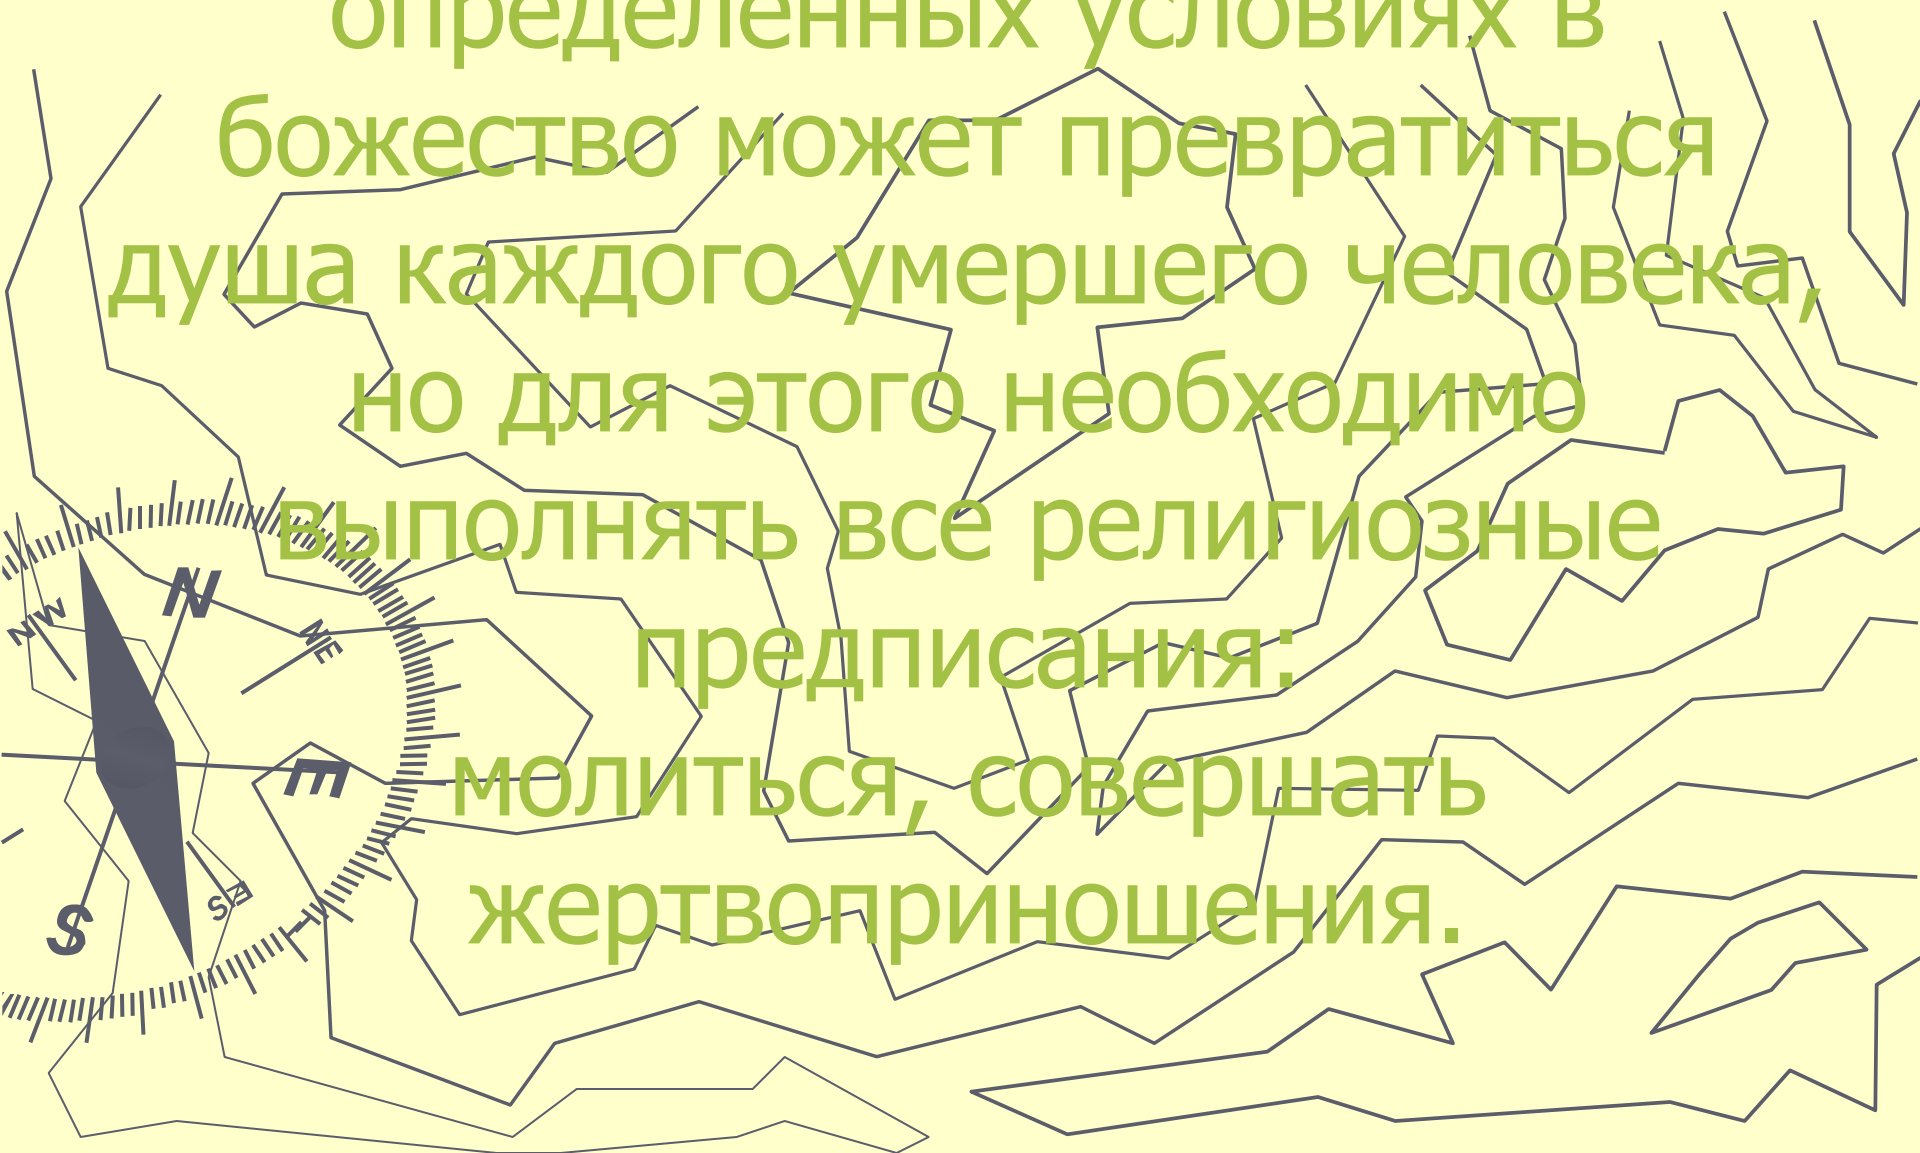 определенных условиях в
божество может превратиться
душа каждого умершего человека,
но для этого необходимо
выполнять все религиозные
предписания:
молиться, совершать
жертвоприношения.
N
NW
NE
E
SE
S